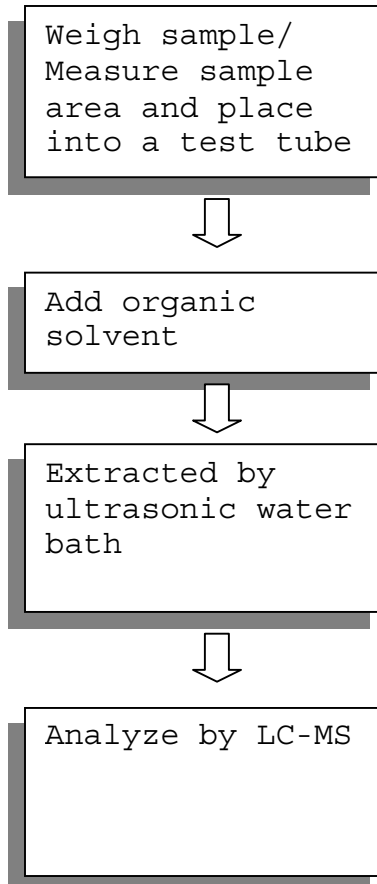 Weigh sample/
Measure sample
area and place
into a test tube
Add organic
solvent
Extracted by
ultrasonic water
bath
Analyze by LC-MS